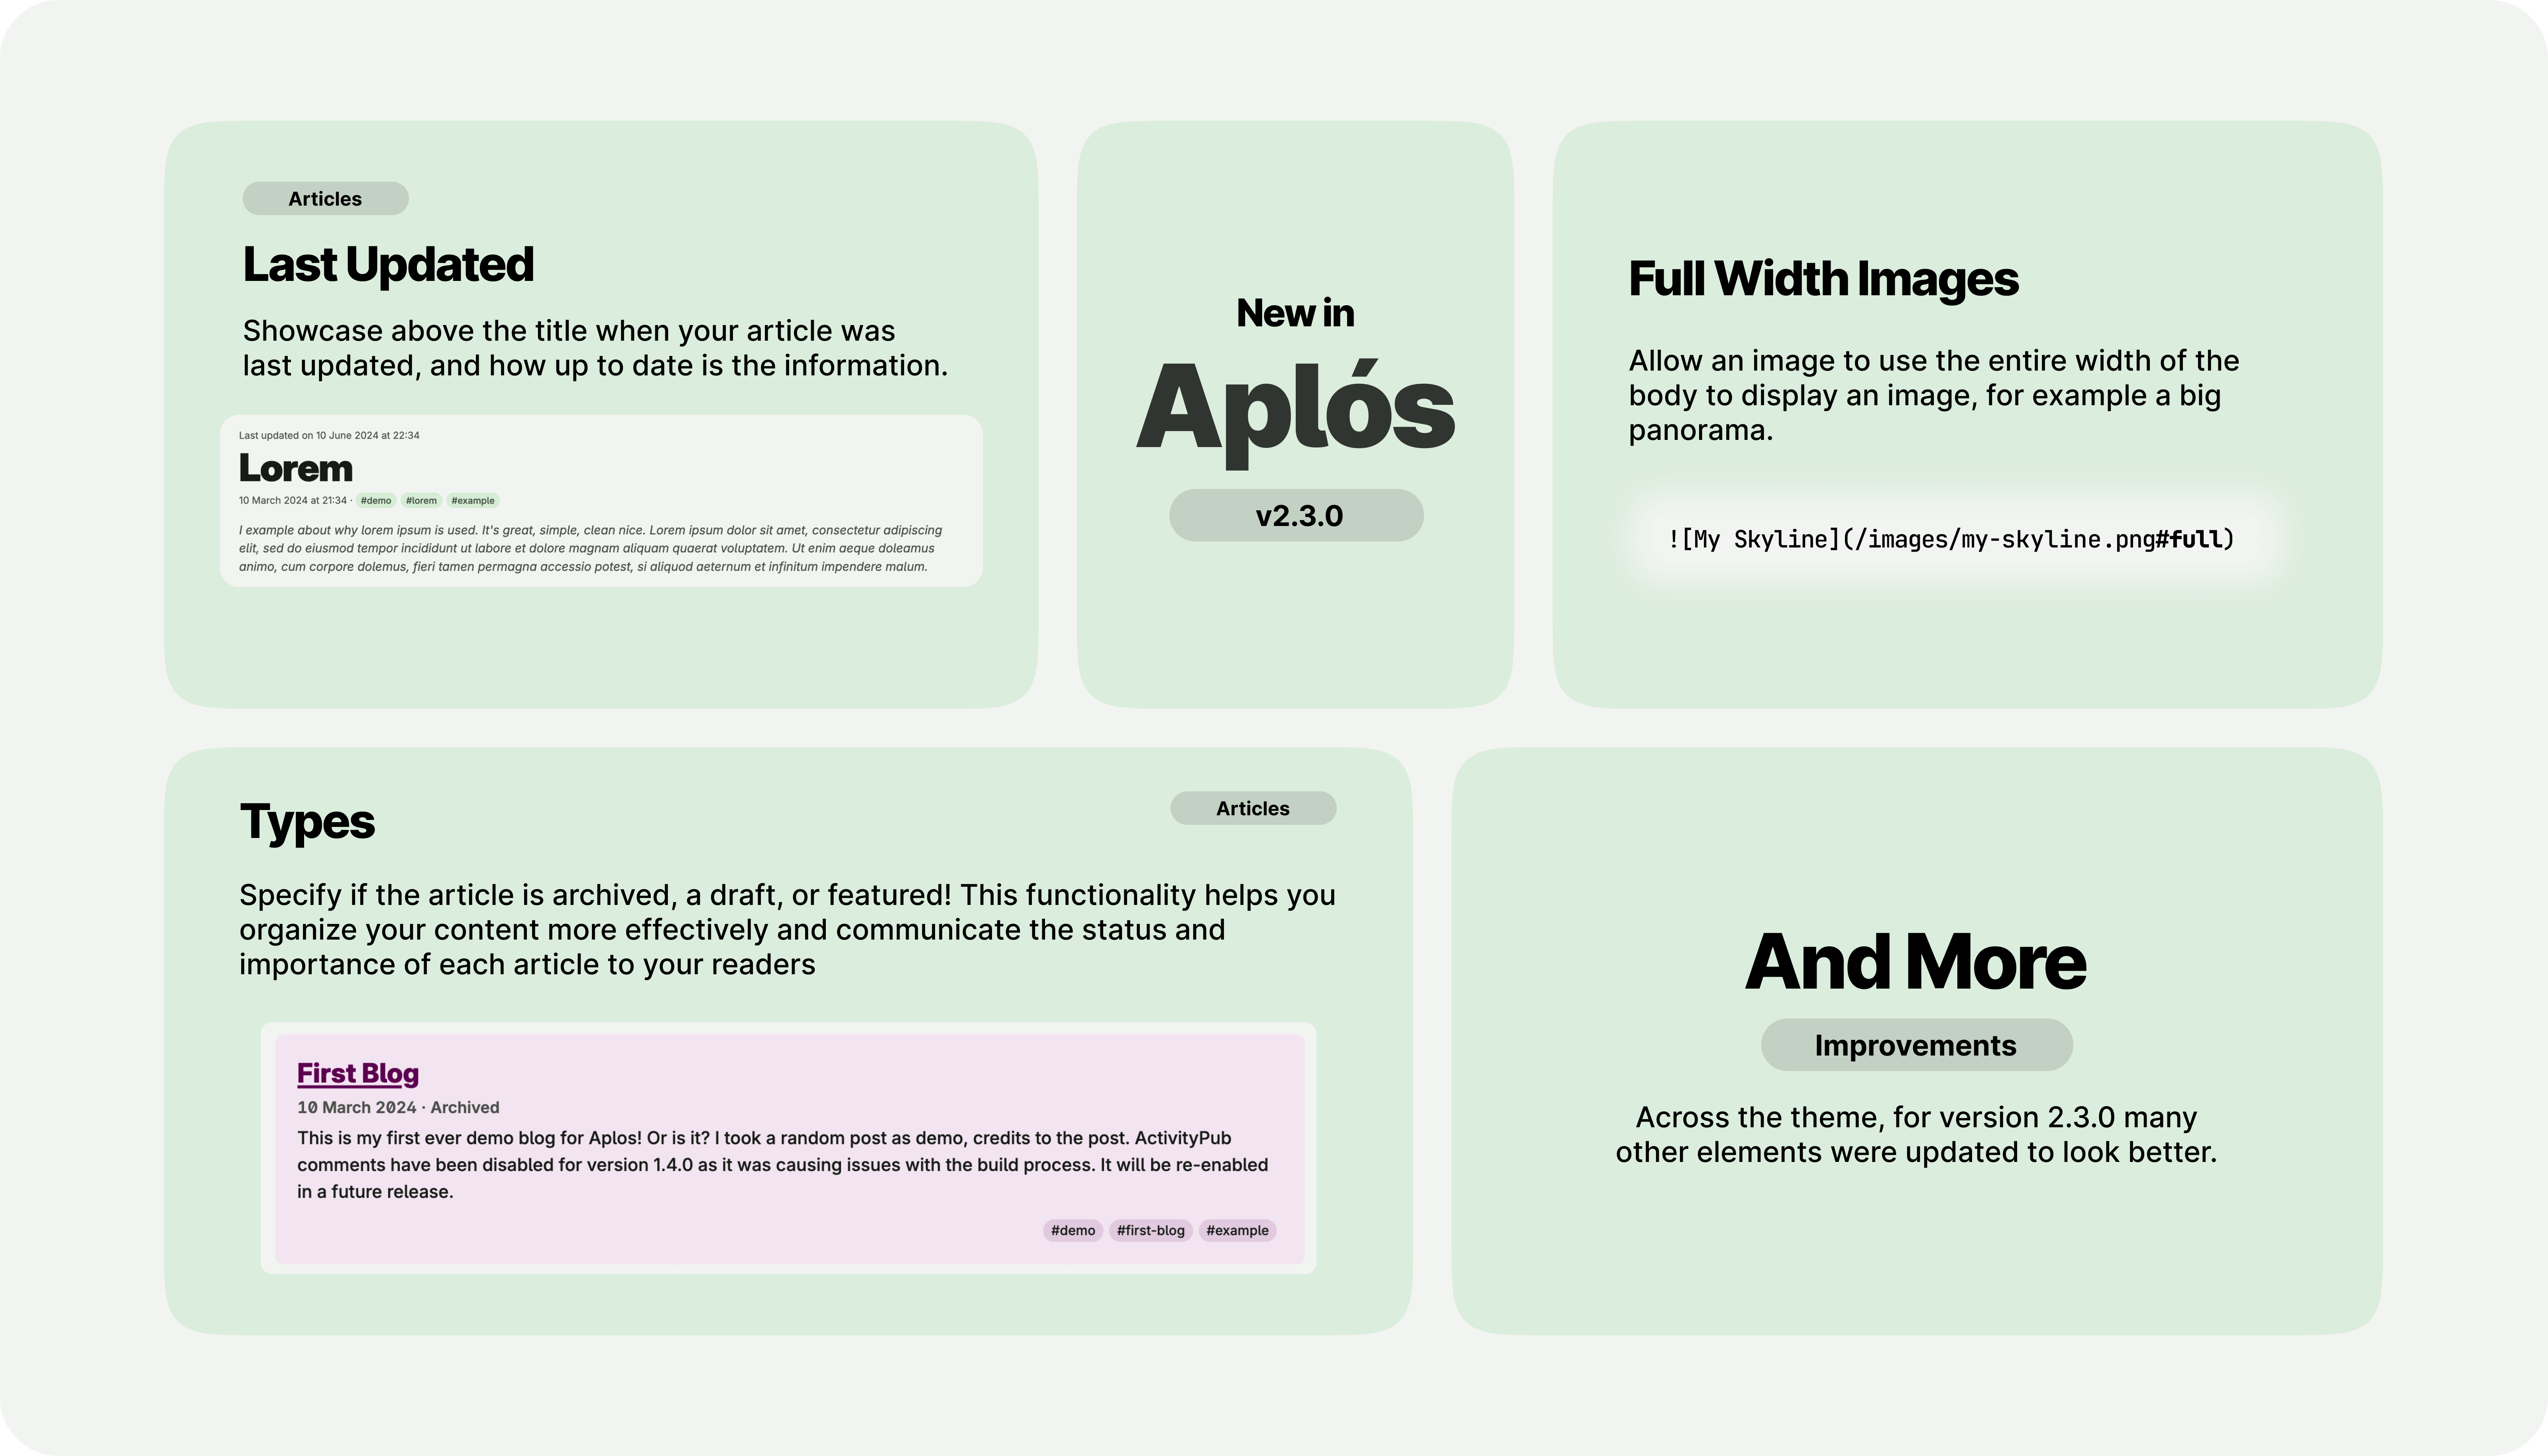 Articles
Last Updated
Showcase above the title when your article was
last updated, and how up to date is the information.
Last updated on 10 June 2024 at 22:34
Lorem
10 March 2024 at 21:34 · #demo #lorem #example
I example about why lorem ipsum is used. It's great, simple, clean nice. Lorem ipsum dolor sit amet, consectetur adipiscing
elit, sed do eiusmod tempor incididunt ut labore et dolore magnam aliquam quaerat voluptatem. Ut enim aeque doleamus
animo, cum corpore dolemus, fieri tamen permagna accessio potest, si aliquod aeternum et infinitum impendere malum.
New in
Aplós
v2.3.0
Full Width Images
Allow an image to use the entire width of the
body to display an image, for example a big
panorama.
![My Skyline](/images/my-skyline.png#full)
Types
Articles
Specify if the article is archived, a draft, or featured! This functionality helps you
organize your content more effectively and communicate the status and
importance of each article to your readers
First Blog
10 March 2024 · Archived
This is my first ever demo blog for Aplos! Or is it? I took a random post as demo, credits to the post. ActivityPub
comments have been disabled for version 1.4.0 as it was causing issues with the build process. It will be re-enabled
in a future release.
#demo #first-blog #example
And More
Improvements
Across the theme, for version 2.3.0 many
other elements were updated to look better.